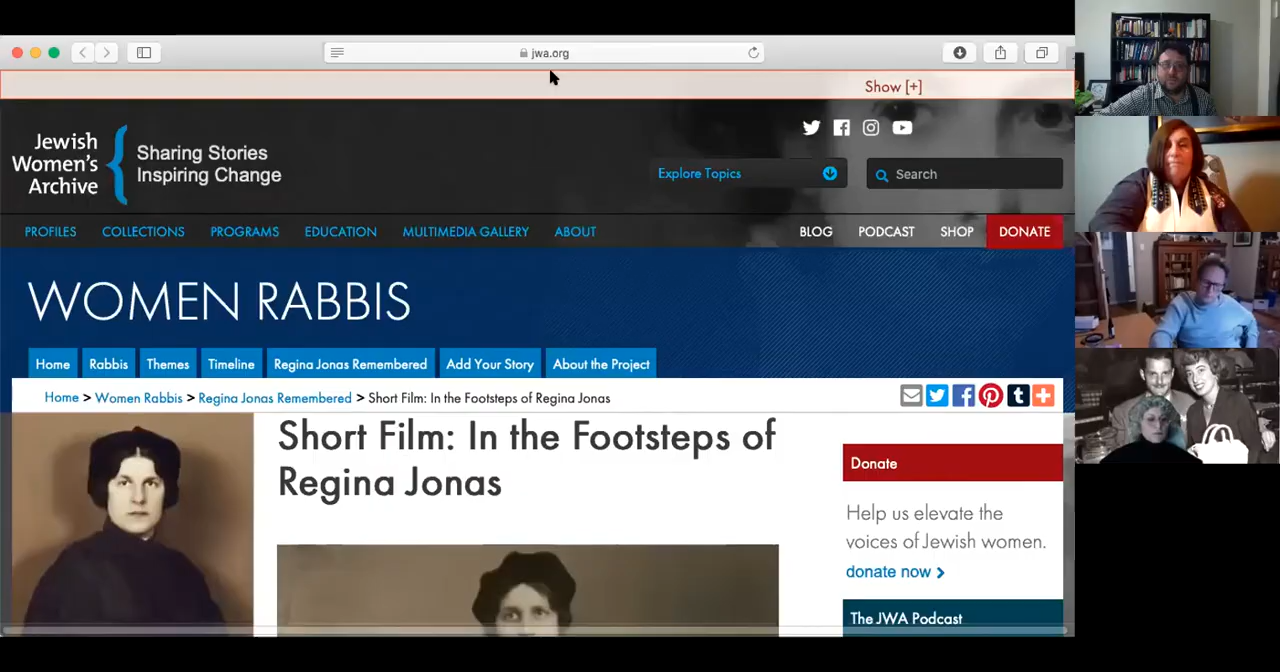 jwa.org
Show [+]
Jewish
Women's
Archive
Sharing Stories
Inspiring Change
Explore Topics
Search
PROFILES COLLECTIONS PROGRAMS EDUCATION MULTIMEDIA GALLERY ABOUT BLOG PODCAST SHOP DONATE
WOMEN RABBIS
Home Rabbis Themes Timeline Regina Jonas Remembered Add Your Story About the Project
Home > Women Rabbis > Regina Jonas Remembered > Short Film: In the Footsteps of Regina Jonas
Short Film: In the Footsteps of
Regina Jonas
Donate
Help us elevate the
voices of Jewish women.
donate now
The JWA Podcast